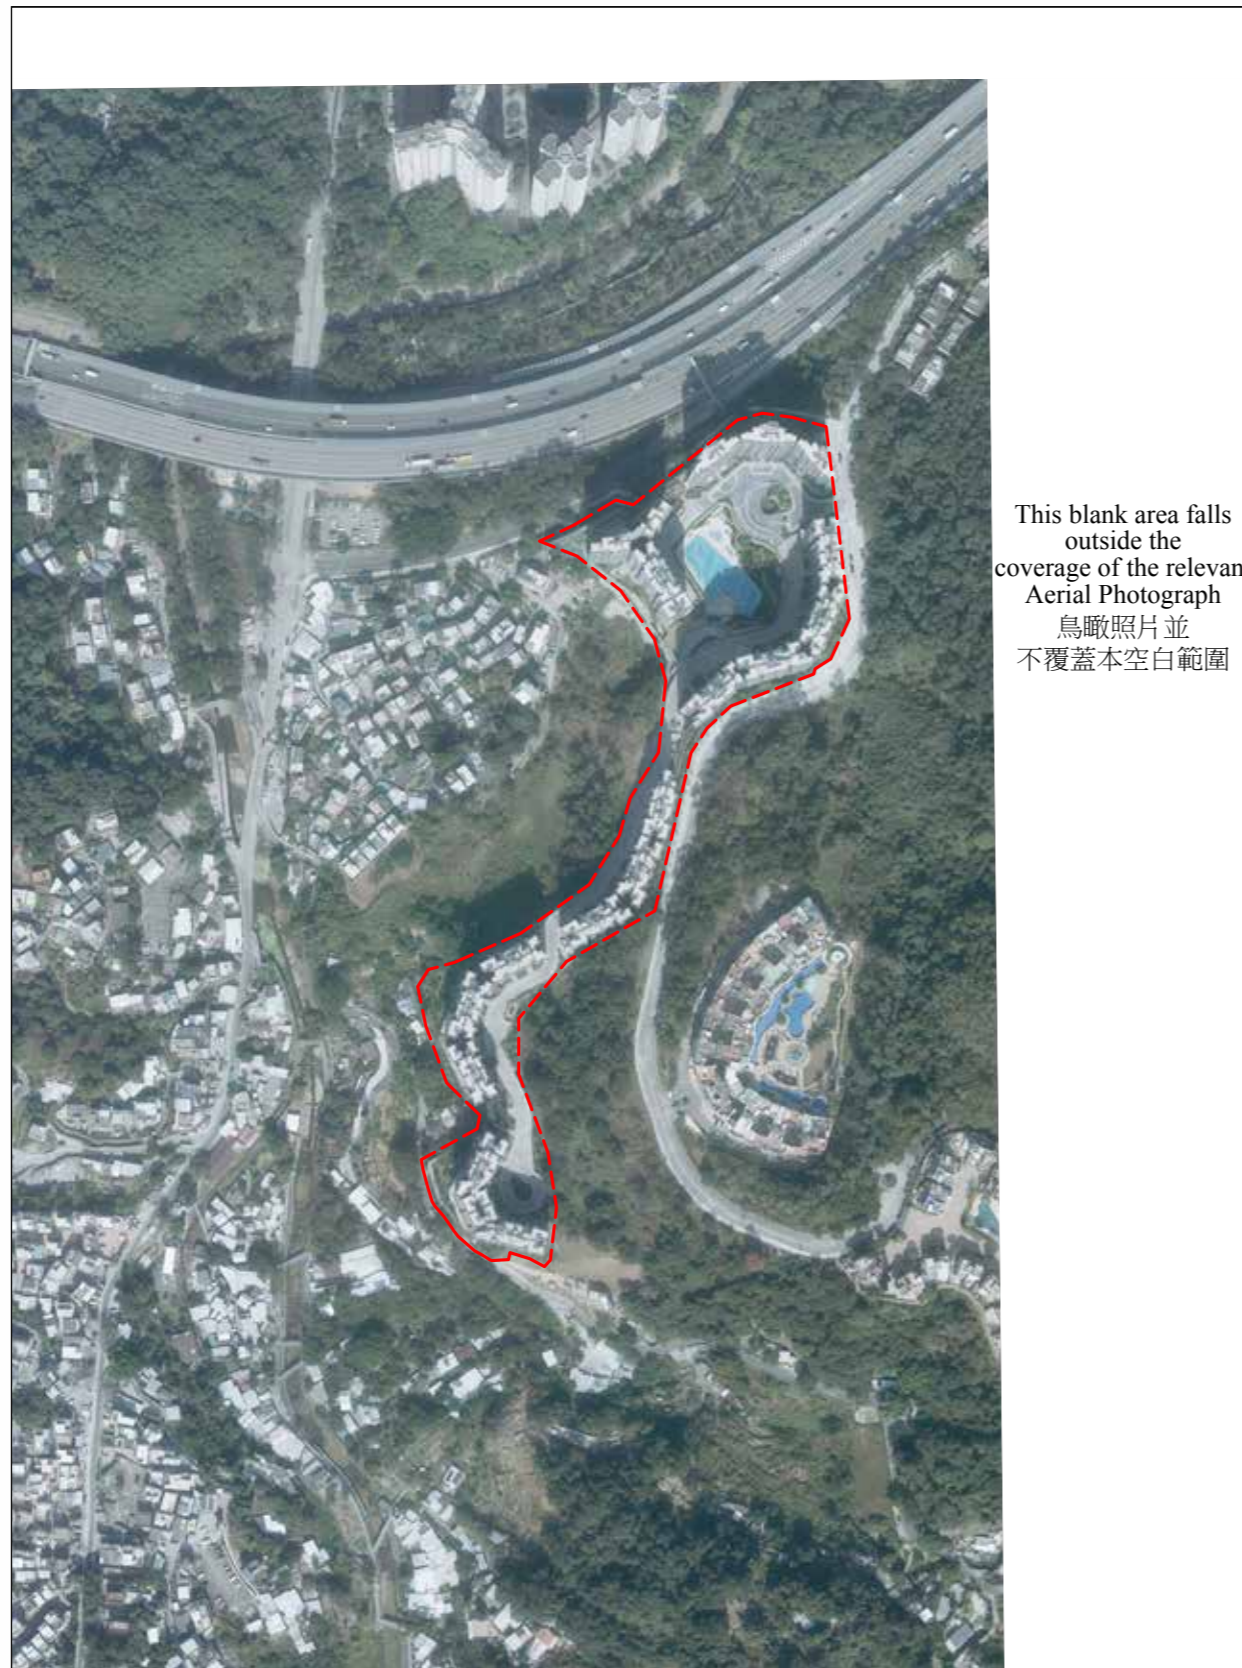 This blank area falls
outside the
coverage of the relevan
Aerial Photograph
鳥瞰照片並
不覆蓋本空白範圍